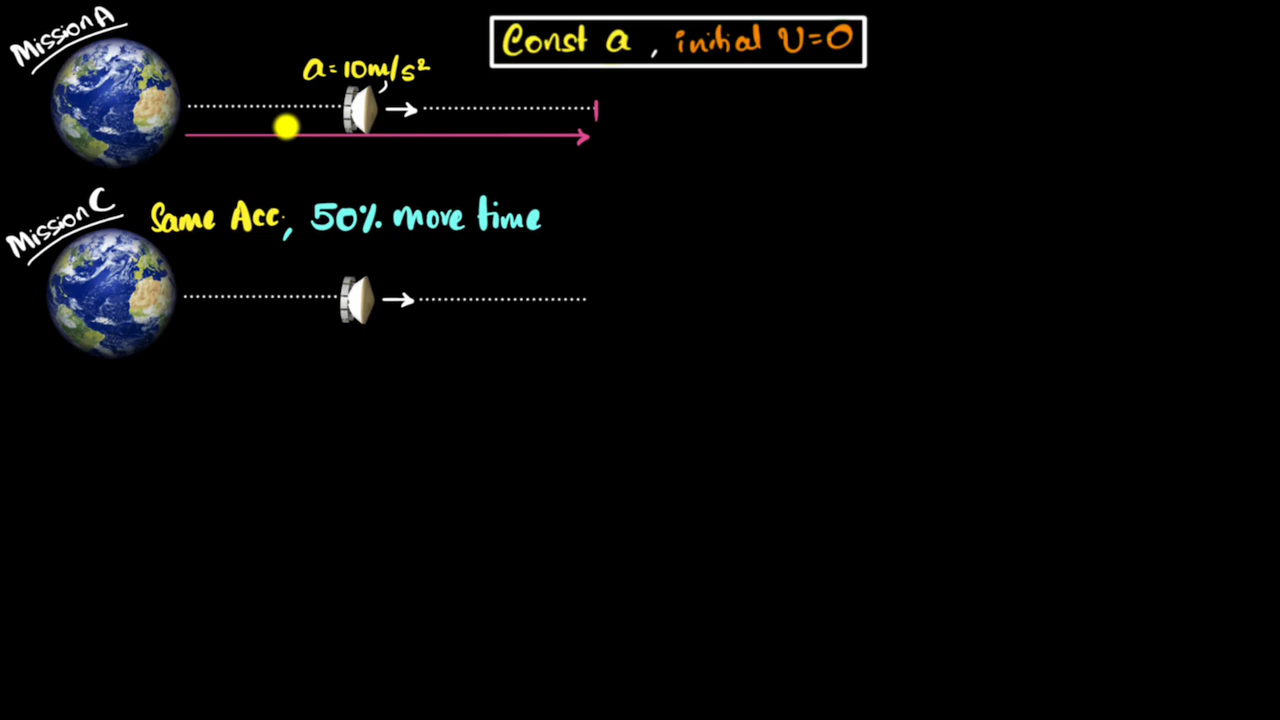 Mission A
Const a, initial v=0
a=10m/s²
Mission C
Same Acc., 50% more time